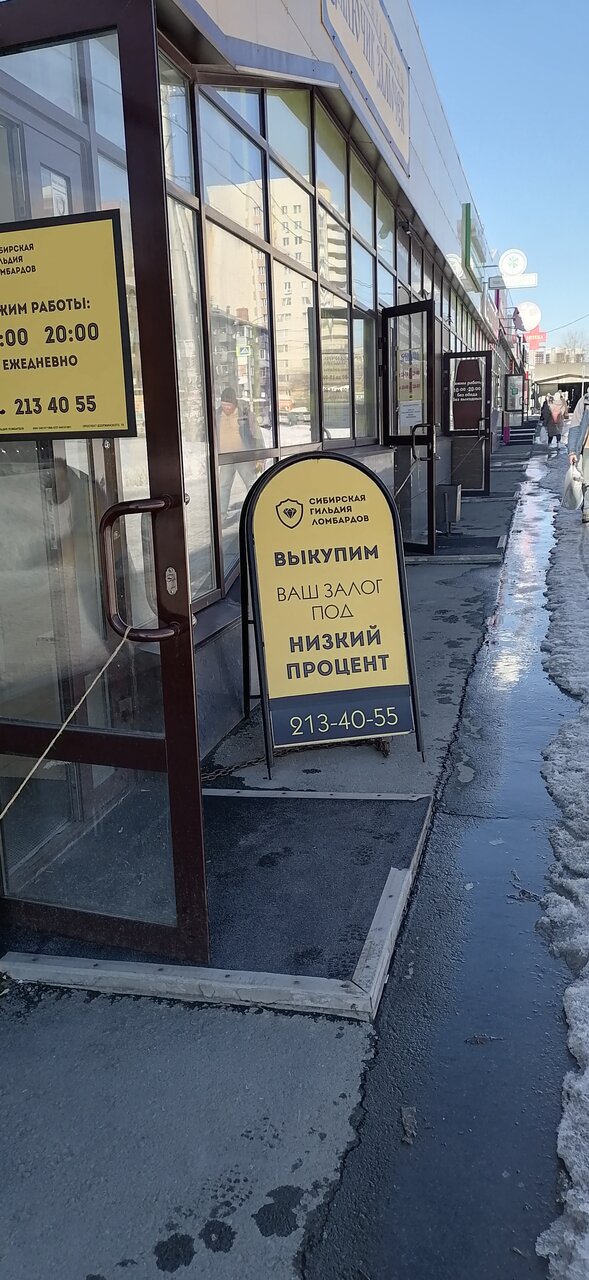 СИБИРСКАЯ
ГИЛЬДИЯ
ЛОМБАРДОВ
РЕЖИМ РАБОТЫ:
:00 20:00
ЕЖЕДНЕВНО
213 40 55
СИБИРСКАЯ
ГИЛЬДИЯ
ЛОМБАРДОВ
ВЫКУПИМ
ВАШ ЗАЛОГ
ПОД
НИЗКИЙ
ПРОЦЕНТ
213-40-55